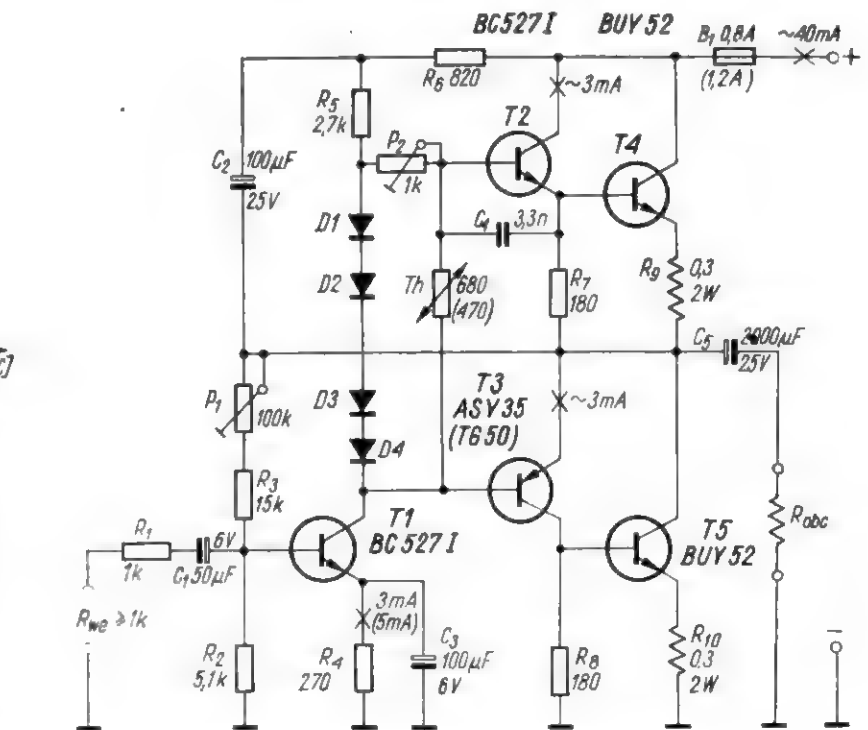 BC527I
BUY52
B₁ 0,8A
(1,2A)
~40mA
+
R₆ 820
~3mA
R₅
2,7k
T2
T4
P₂
1k
C₂
100µF
25V
D1
C₄
3,3n
D2
Th
680
(470)
R₇
180
R₉
0,3
2W
C₅
2000µF
25V
P₁
100k
D3
T3
ASY35
(TG50)
~3mA
D4
R₃
15k
T1
BC527I
R₁
1k
6V
C₁ 50µF
T5
BUY52
Robc
Rwe ≥1k
3mA
(5mA)
C₃
100µF
6V
R₂
5,1k
R₄
270
R₈
180
R₁₀
0,3
2W
−